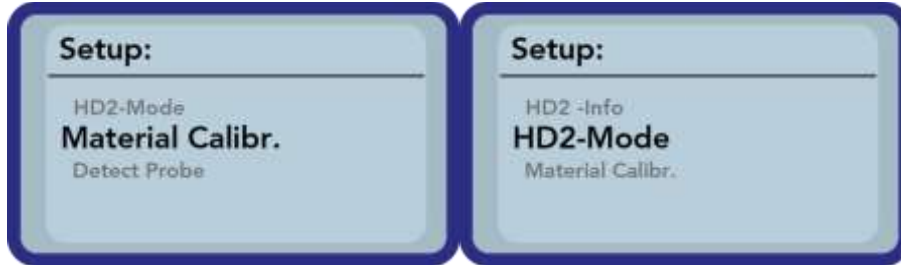 Setup:
HD2-Mode
Material Calibr.
Detect Probe
Setup:
HD2 -Info
HD2-Mode
Material Calibr.